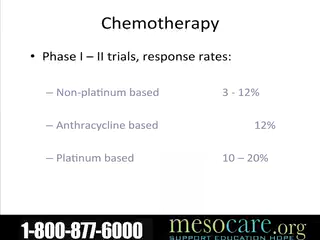 Chemotherapy
• Phase I – II trials, response rates:
– Non-platinum based 3 - 12%
– Anthracycline based 12%
– Platinum based 10 – 20%
1-800-877-6000 mesocare.org
SUPPORT EDUCATION HOPE